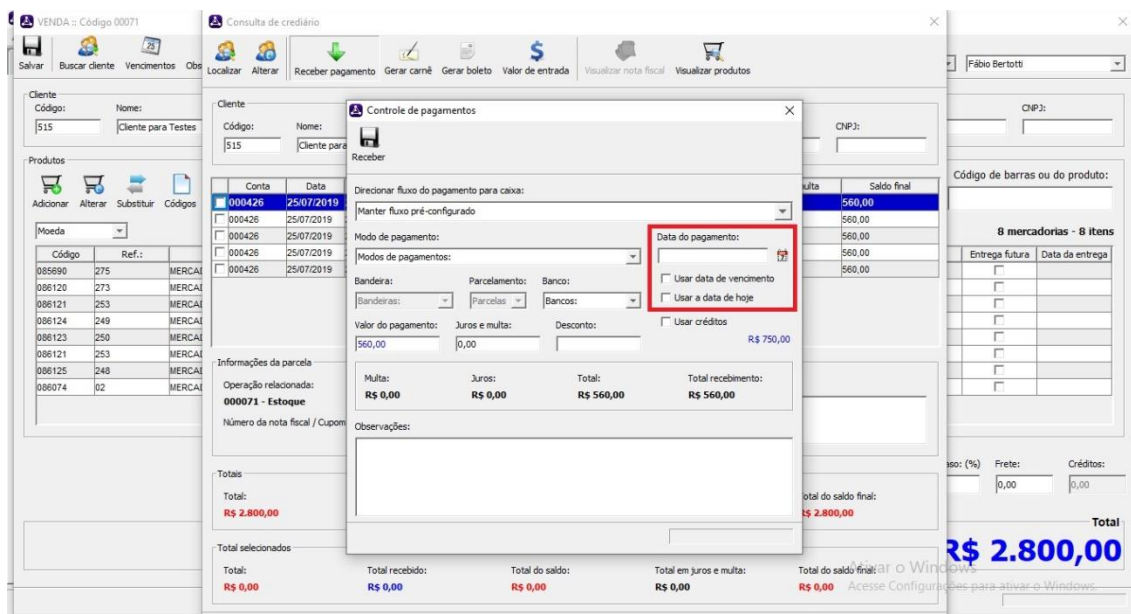 VENDA :: Código 00071
Salvar Buscar cliente Vencimentos Obs
Cliente
Código: Nome:
515 Cliente para Testes
Produtos
Adicionar Alterar Substituir Códigos
Moeda
Código Ref.:
085690 275 MERCAD
086120 273 MERCAD
086121 253 MERCAD
086124 249 MERCAD
086123 250 MERCAD
086121 253 MERCAD
086125 248 MERCAD
086074 02 MERCAD
Consulta de crediário
Localizar Alterar Receber pagamento Gerar carnê Gerar boleto Valor de entrada Visualizar nota fiscal Visualizar produtos
Cliente
Código: Nome: CNPJ:
515 Cliente para
Conta Data ulta Saldo final
000426 25/07/2019 560,00
000426 25/07/2019 560,00
000426 25/07/2019 560,00
000426 25/07/2019 560,00
000426 25/07/2019 560,00
Informações da parcela
Operação relacionada:
000071 - Estoque
Número da nota fiscal / Cupom
Totais
Total: otal do saldo final:
R$ 2.800,00 R$ 2.800,00
Total selecionados
Total: Total recebido: Total do saldo: Total em juros e multa: Total do saldo final:
R$ 0,00 R$ 0,00 R$ 0,00 R$ 0,00 R$ 0,00
Controle de pagamentos
Receber
Direcionar fluxo do pagamento para caixa:
Manter fluxo pré-configurado
Modo de pagamento: Data do pagamento:
Modos de pagamentos:
Usar data de vencimento
Bandeira: Parcelamento: Banco:
Bandeiras: Parcelas Bancos: Usar a data de hoje
Valor do pagamento: Juros e multa: Desconto: Usar créditos
560,00 0,00 R$ 750,00
Multa: Juros: Total: Total recebimento:
R$ 0,00 R$ 0,00 R$ 560,00 R$ 560,00
Observações:
Fábio Bertotti
CNPJ:
Código de barras ou do produto:
8 mercadorias - 8 itens
Entrega futura Data da entrega
aso: (%) Frete: Créditos:
0,00 0,00
Total
R$ 2.800,00
Ativar o Windows
Acesse Configurações para ativar o Windows.